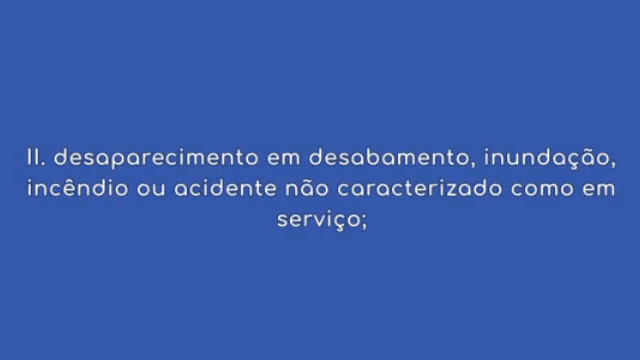 II. desaparecimento em desabamento, inundação,
incêndio ou acidente não caracterizado como em
serviço;